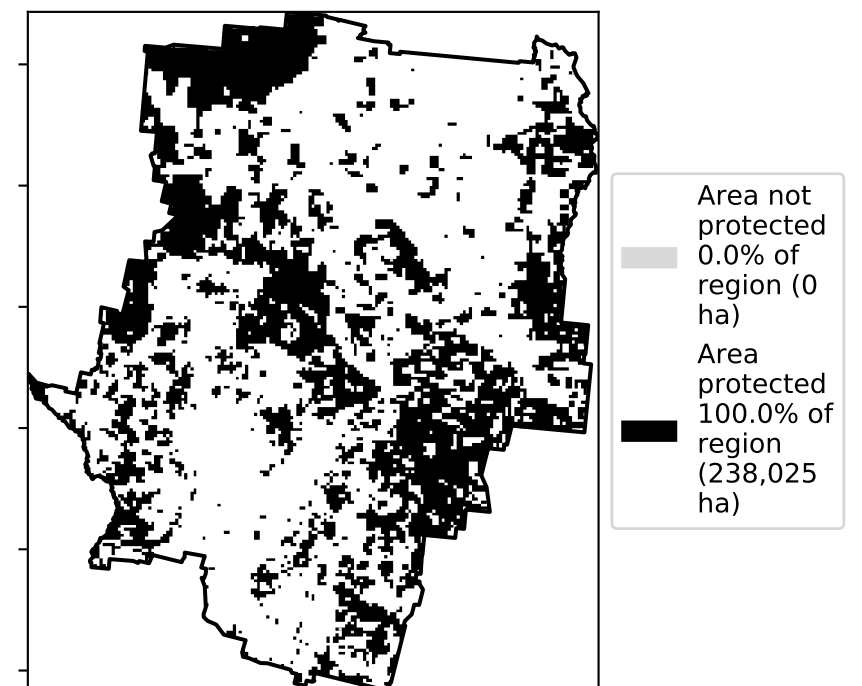 Area not
protected
0.0% of
region (0
ha)
Area
protected
100.0% of
region
(238,025
ha)